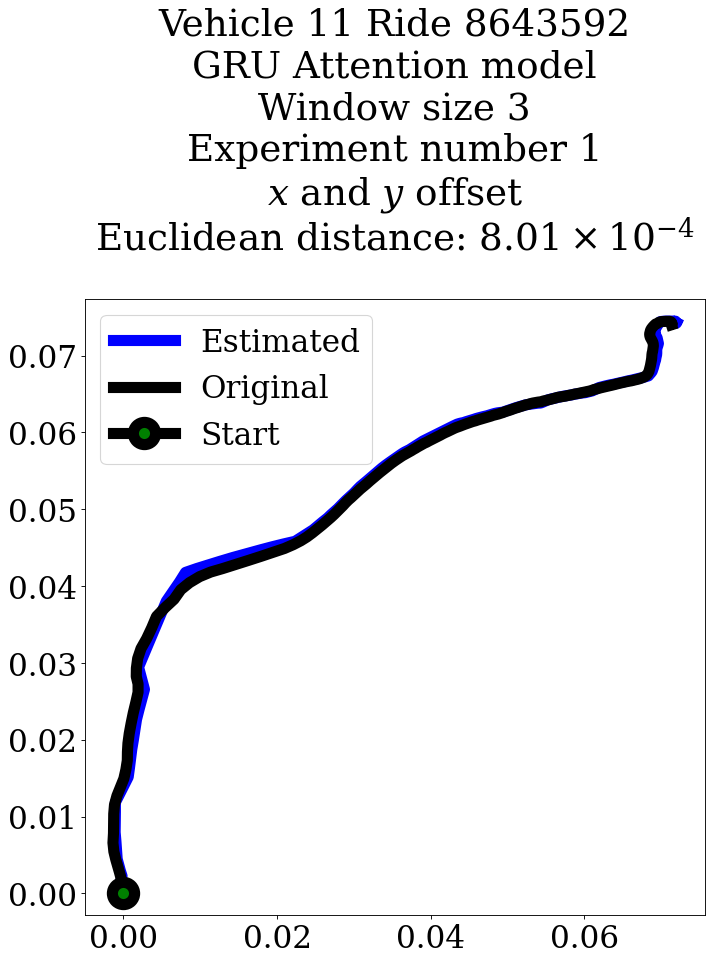 Vehicle 11 Ride 8643592
GRU Attention model
Window size 3
Experiment number 1
x and y offset
Euclidean distance: 8.01 × 10⁻⁴
Estimated
Original
Start
0.07
0.06
0.05
0.04
0.03
0.02
0.01
0.00
0.00 0.02 0.04 0.06